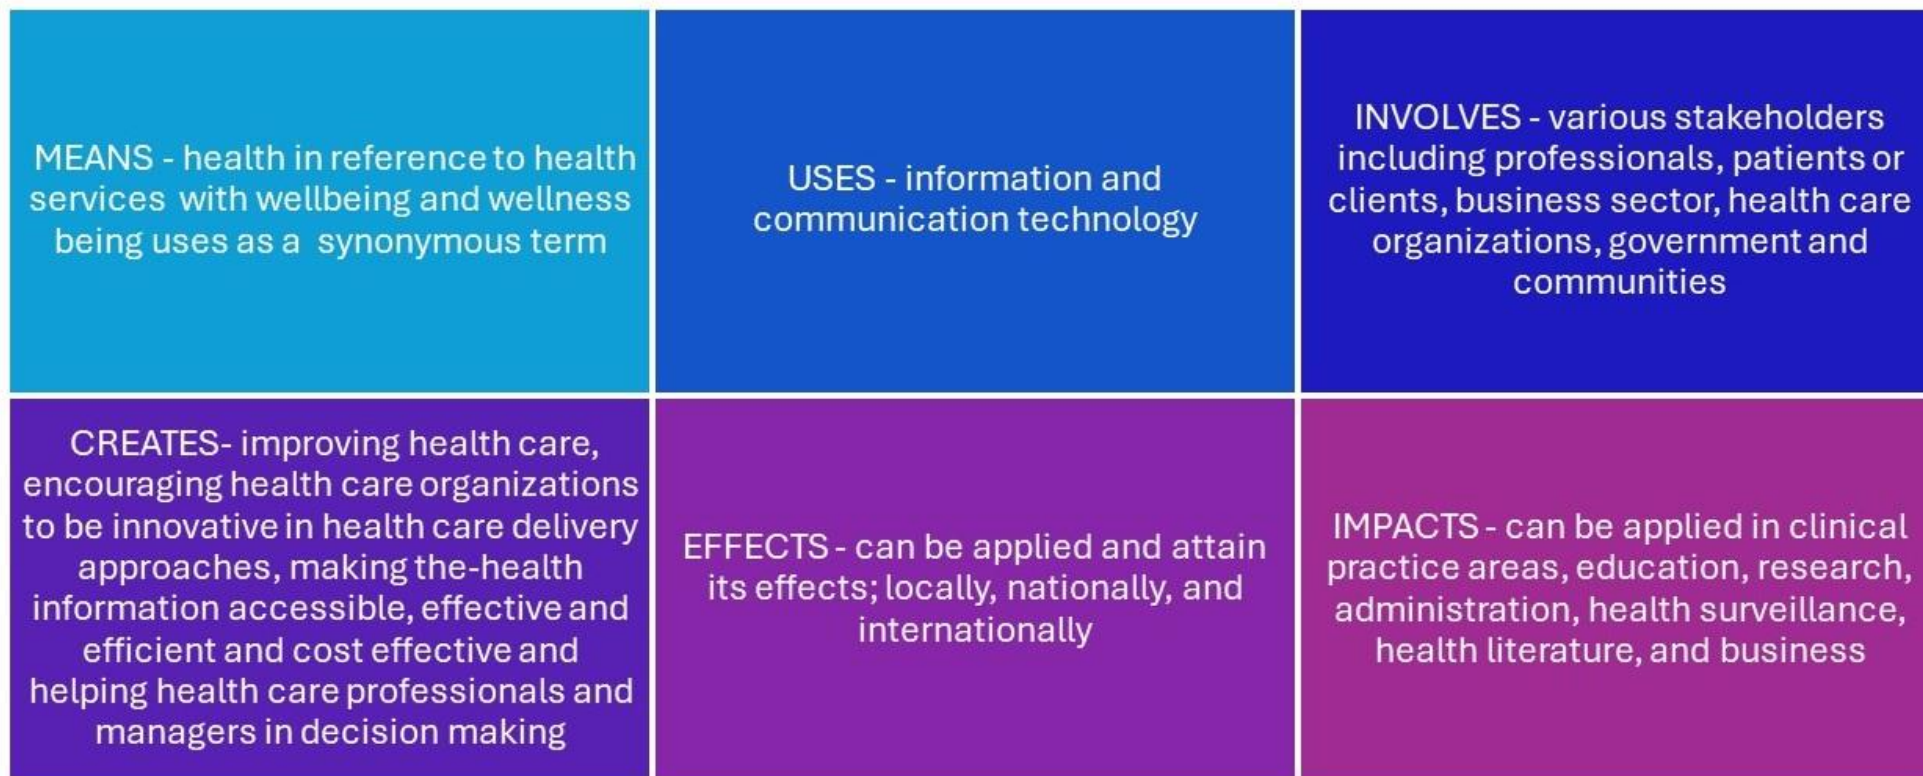 MEANS - health in reference to health
services with wellbeing and wellness
being uses as a synonymous term
USES - information and
communication technology
INVOLVES - various stakeholders
including professionals, patients or
clients, business sector, health care
organizations, government and
communities
CREATES- improving health care,
encouraging health care organizations
to be innovative in health care delivery
approaches, making the-health
information accessible, effective and
efficient and cost effective and
helping health care professionals and
managers in decision making
EFFECTS - can be applied and attain
its effects; locally, nationally, and
internationally
IMPACTS - can be applied in clinical
practice areas, education, research,
administration, health surveillance,
health literature, and business